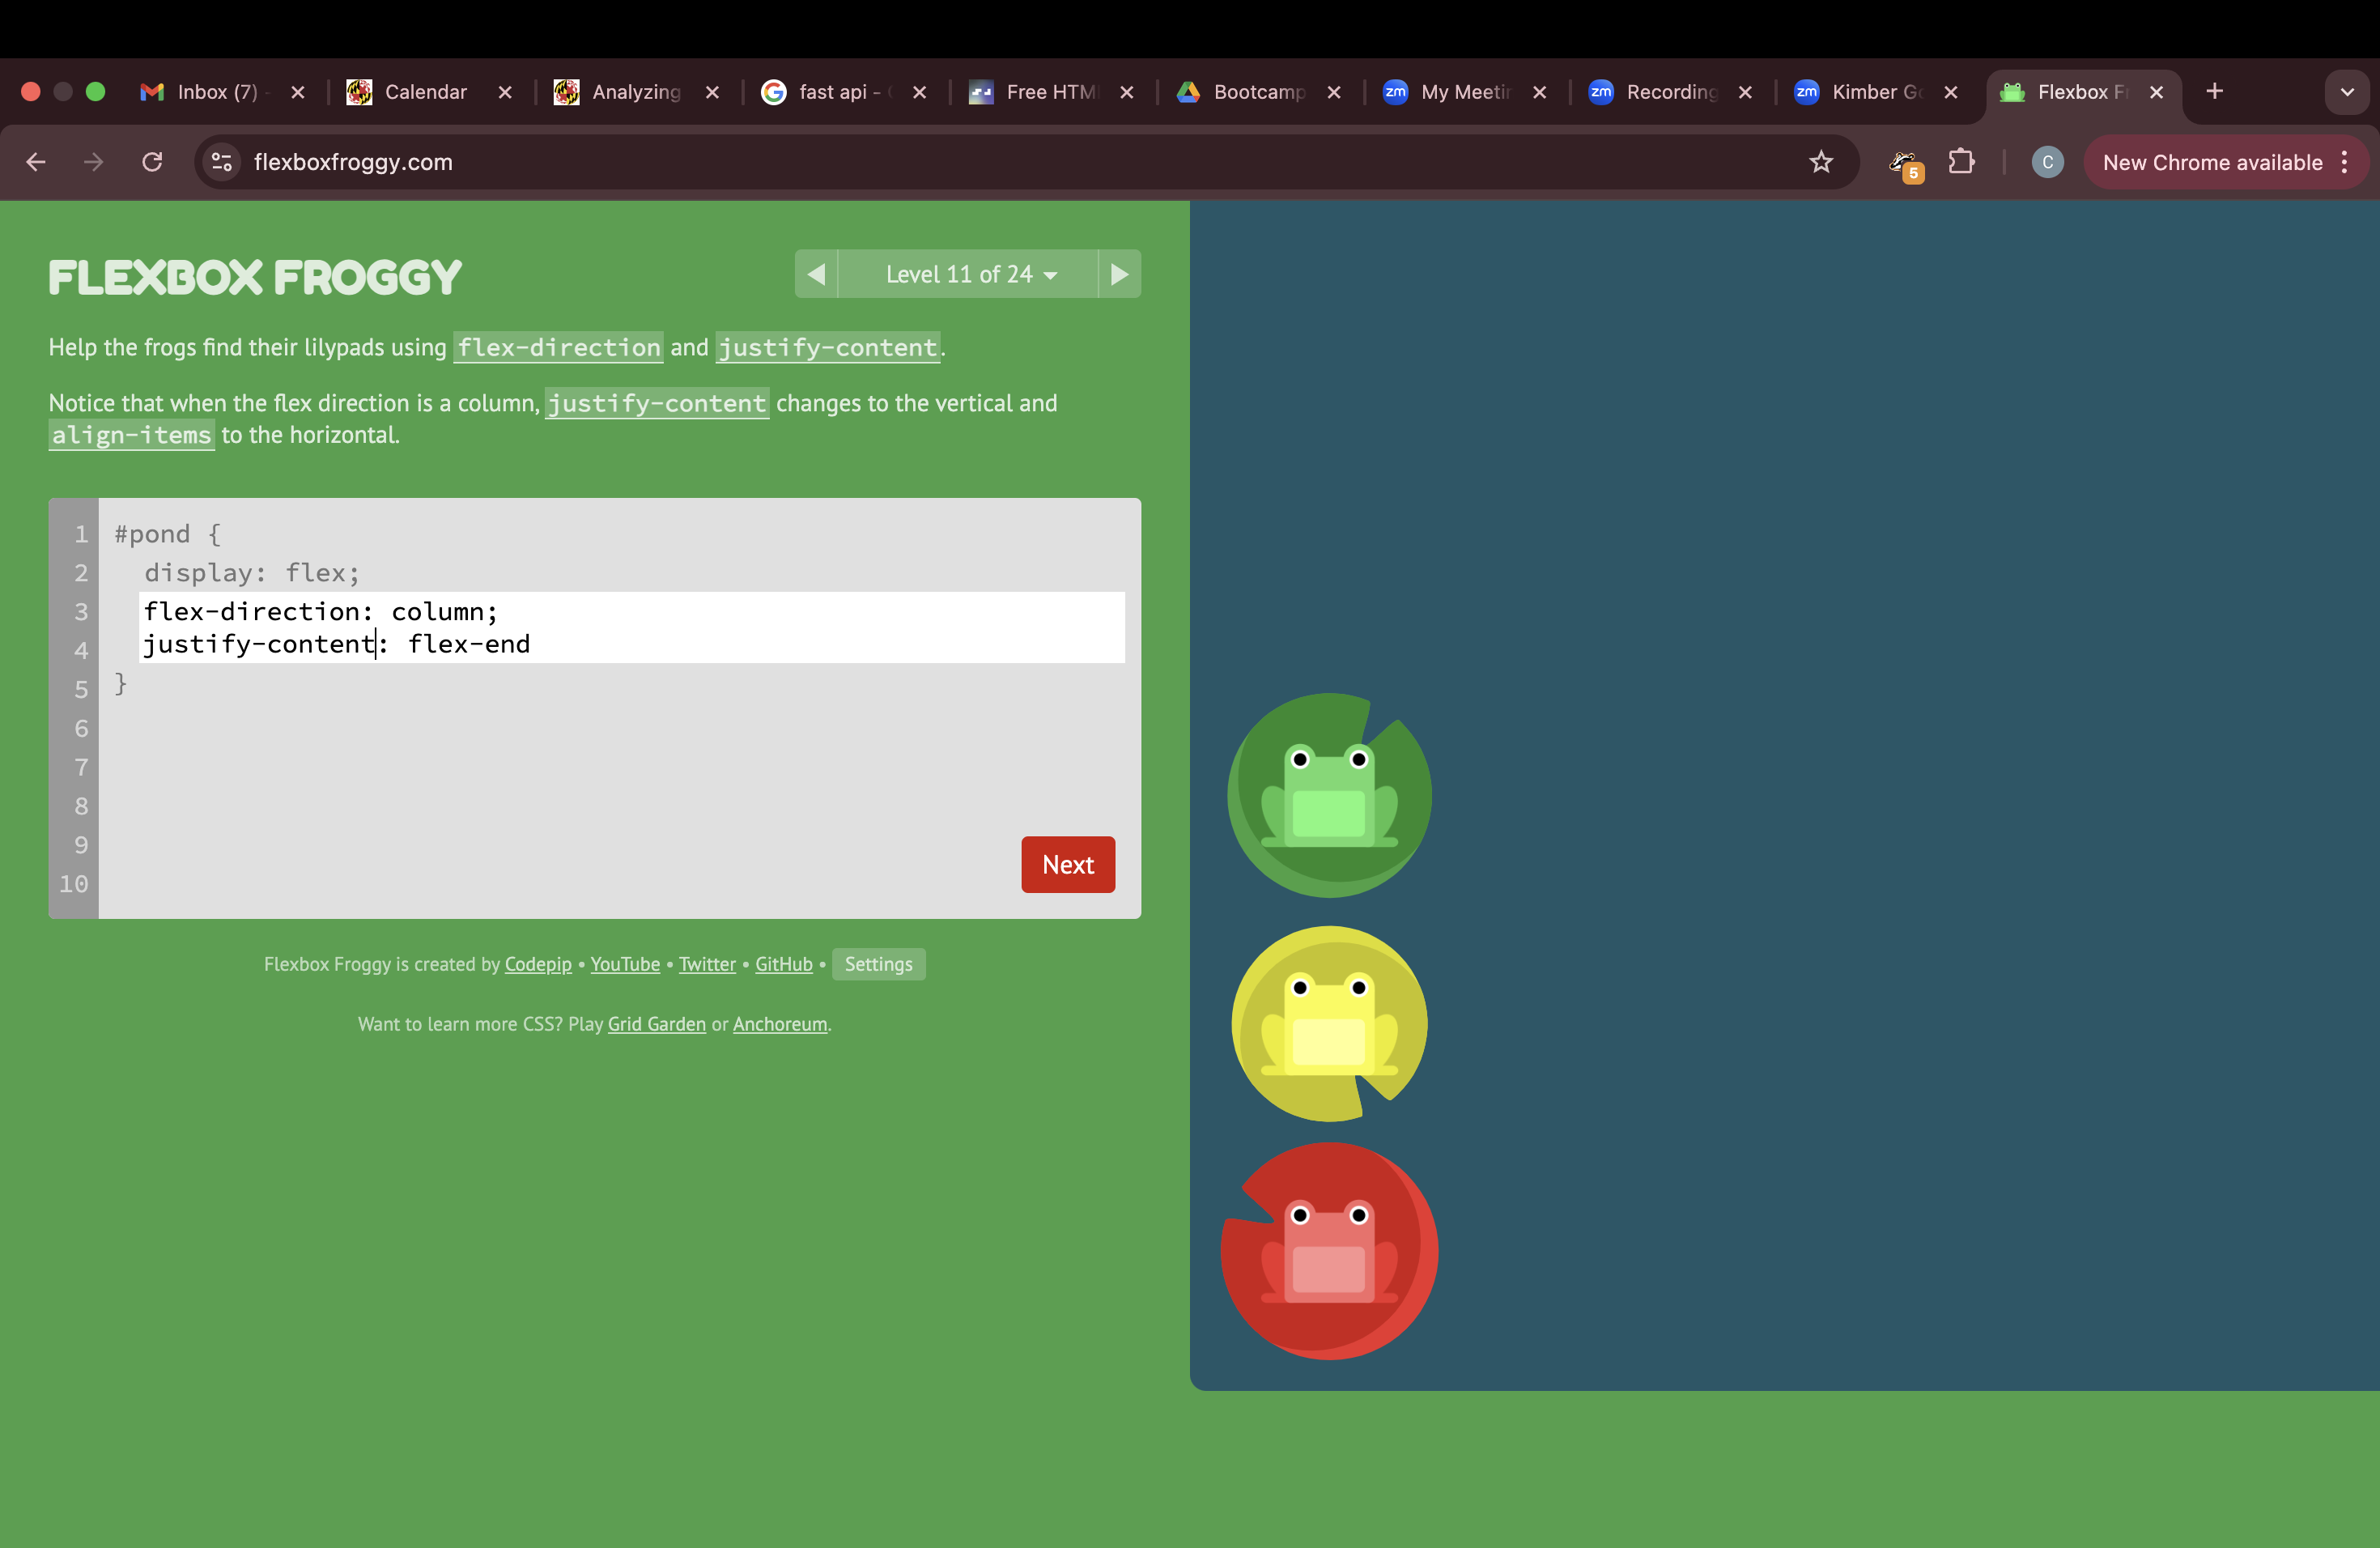 Inbox (7) -
Calendar
Analyzing
fast api -
Free HTM
Bootcamp
zm My Meetin
zm Recording
zm Kimber G
Flexbox F
flexboxfroggy.com
5
C
New Chrome available
FLEXBOX FROGGY
Level 11 of 24
Help the frogs find their lilypads using flex-direction and justify-content.
Notice that when the flex direction is a column, justify-content changes to the vertical and
align-items to the horizontal.
1 #pond {
2 display: flex;
3 flex-direction: column;
4 justify-content: flex-end
5 }
6
7
8
9
10
Next
Flexbox Froggy is created by Codepip • YouTube • Twitter • GitHub • Settings
Want to learn more CSS? Play Grid Garden or Anchoreum.